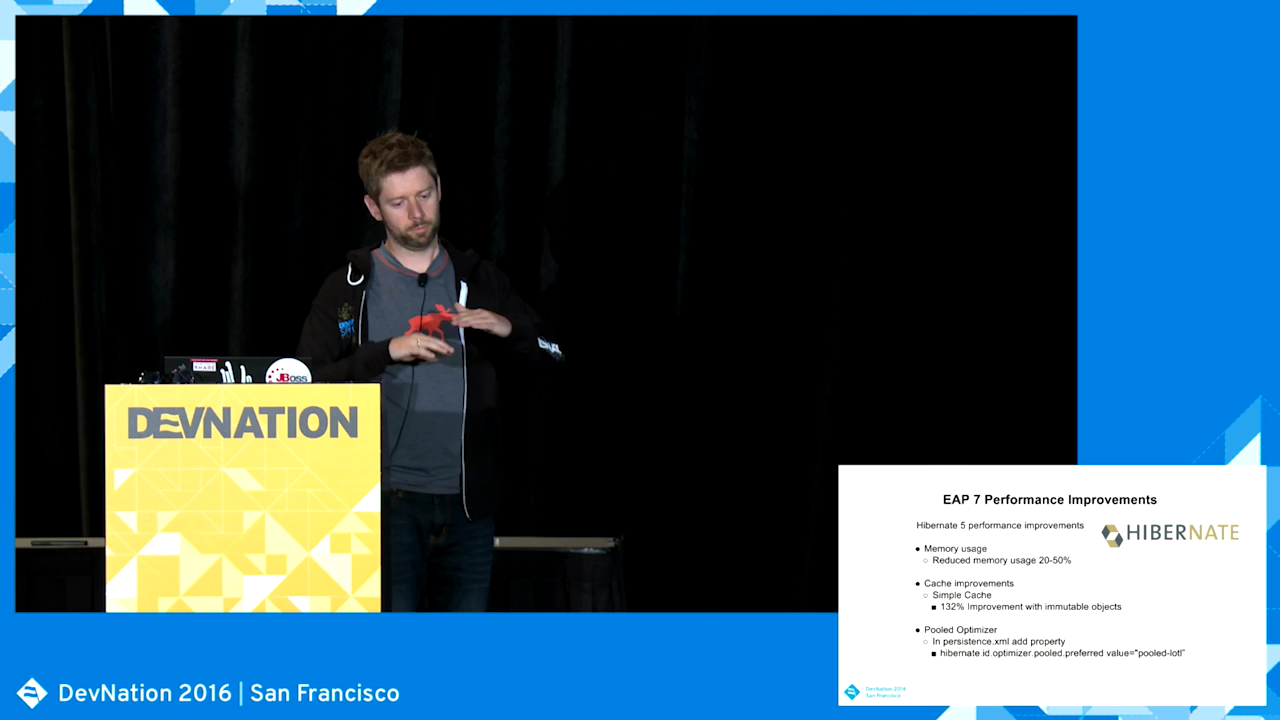 SHARE
JBoss
DEVNATION
EAP 7 Performance Improvements
Hibernate 5 performance improvements
HIBERNATE
● Memory usage
○ Reduced memory usage 20-50%
● Cache improvements
○ Simple Cache
■ 132% Improvement with immutable objects
● Pooled Optimizer
○ In persistence.xml add property
■ hibernate.id.optimizer.pooled.preferred value="pooled-lotl"
DevNation 2016
San Francisco
DevNation 2016 | San Francisco